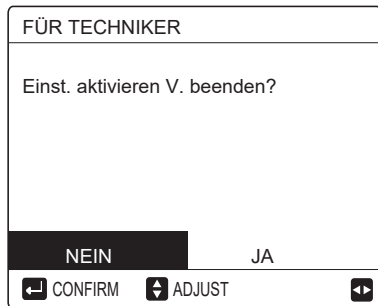 FÜR TECHNIKER
Einst. aktivieren V. beenden?
NEIN JA
CONFIRM ADJUST